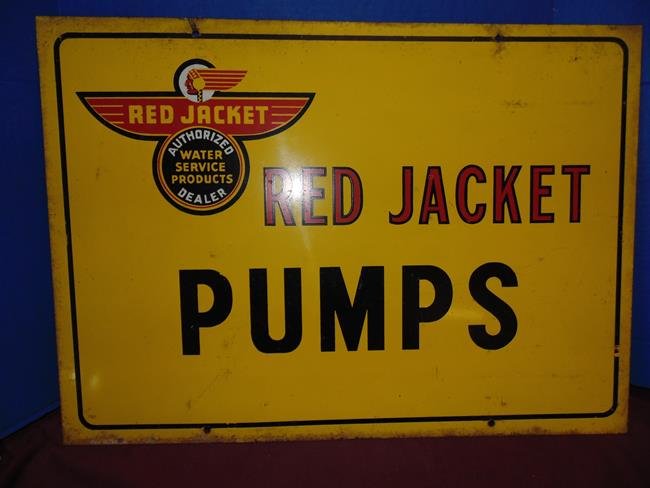 RED JACKET
AUTHORIZED
WATER
SERVICE
PRODUCTS
DEALER
RED JACKET
PUMPS